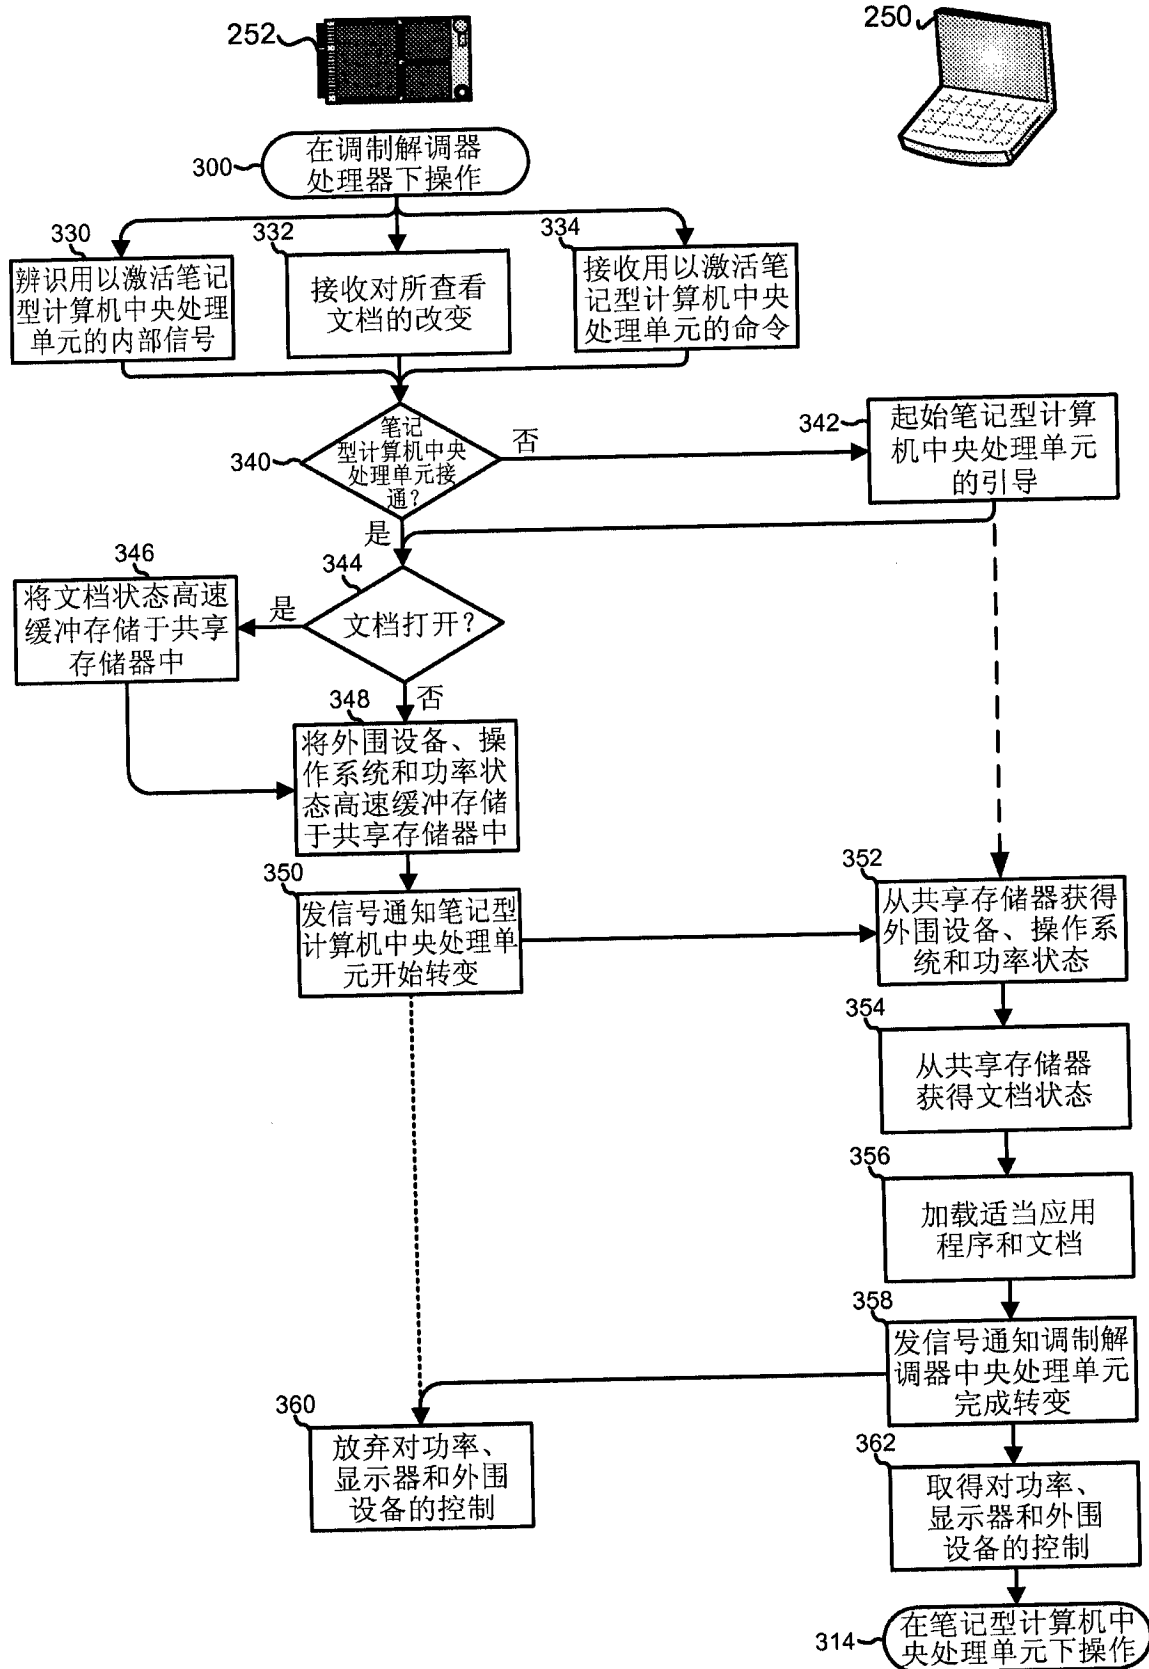 252
250
300
在调制解调器
处理器下操作
330
辨识用以激活笔记
型计算机中央处理
单元的内部信号
332
接收对所查看
文档的改变
334
接收用以激活笔
记型计算机中央
处理单元的命令
340
笔记
型计算机中央
处理单元接
通?
否
是
342
起始笔记型计算
机中央处理单元
的引导
344
文档打开?
是
否
346
将文档状态高速
缓冲存储于共享
存储器中
348
将外围设备、操
作系统和功率状
态高速缓冲存储
于共享存储器中
350
发信号通知笔记型
计算机中央处理单
元开始转变
352
从共享存储器获得
外围设备、操作系
统和功率状态
354
从共享存储器
获得文档状态
356
加载适当应用
程序和文档
358
发信号通知调制解
调器中央处理单元
完成转变
360
放弃对功率、
显示器和外围
设备的控制
362
取得对功率、
显示器和外围
设备的控制
314
在笔记型计算机中
央处理单元下操作